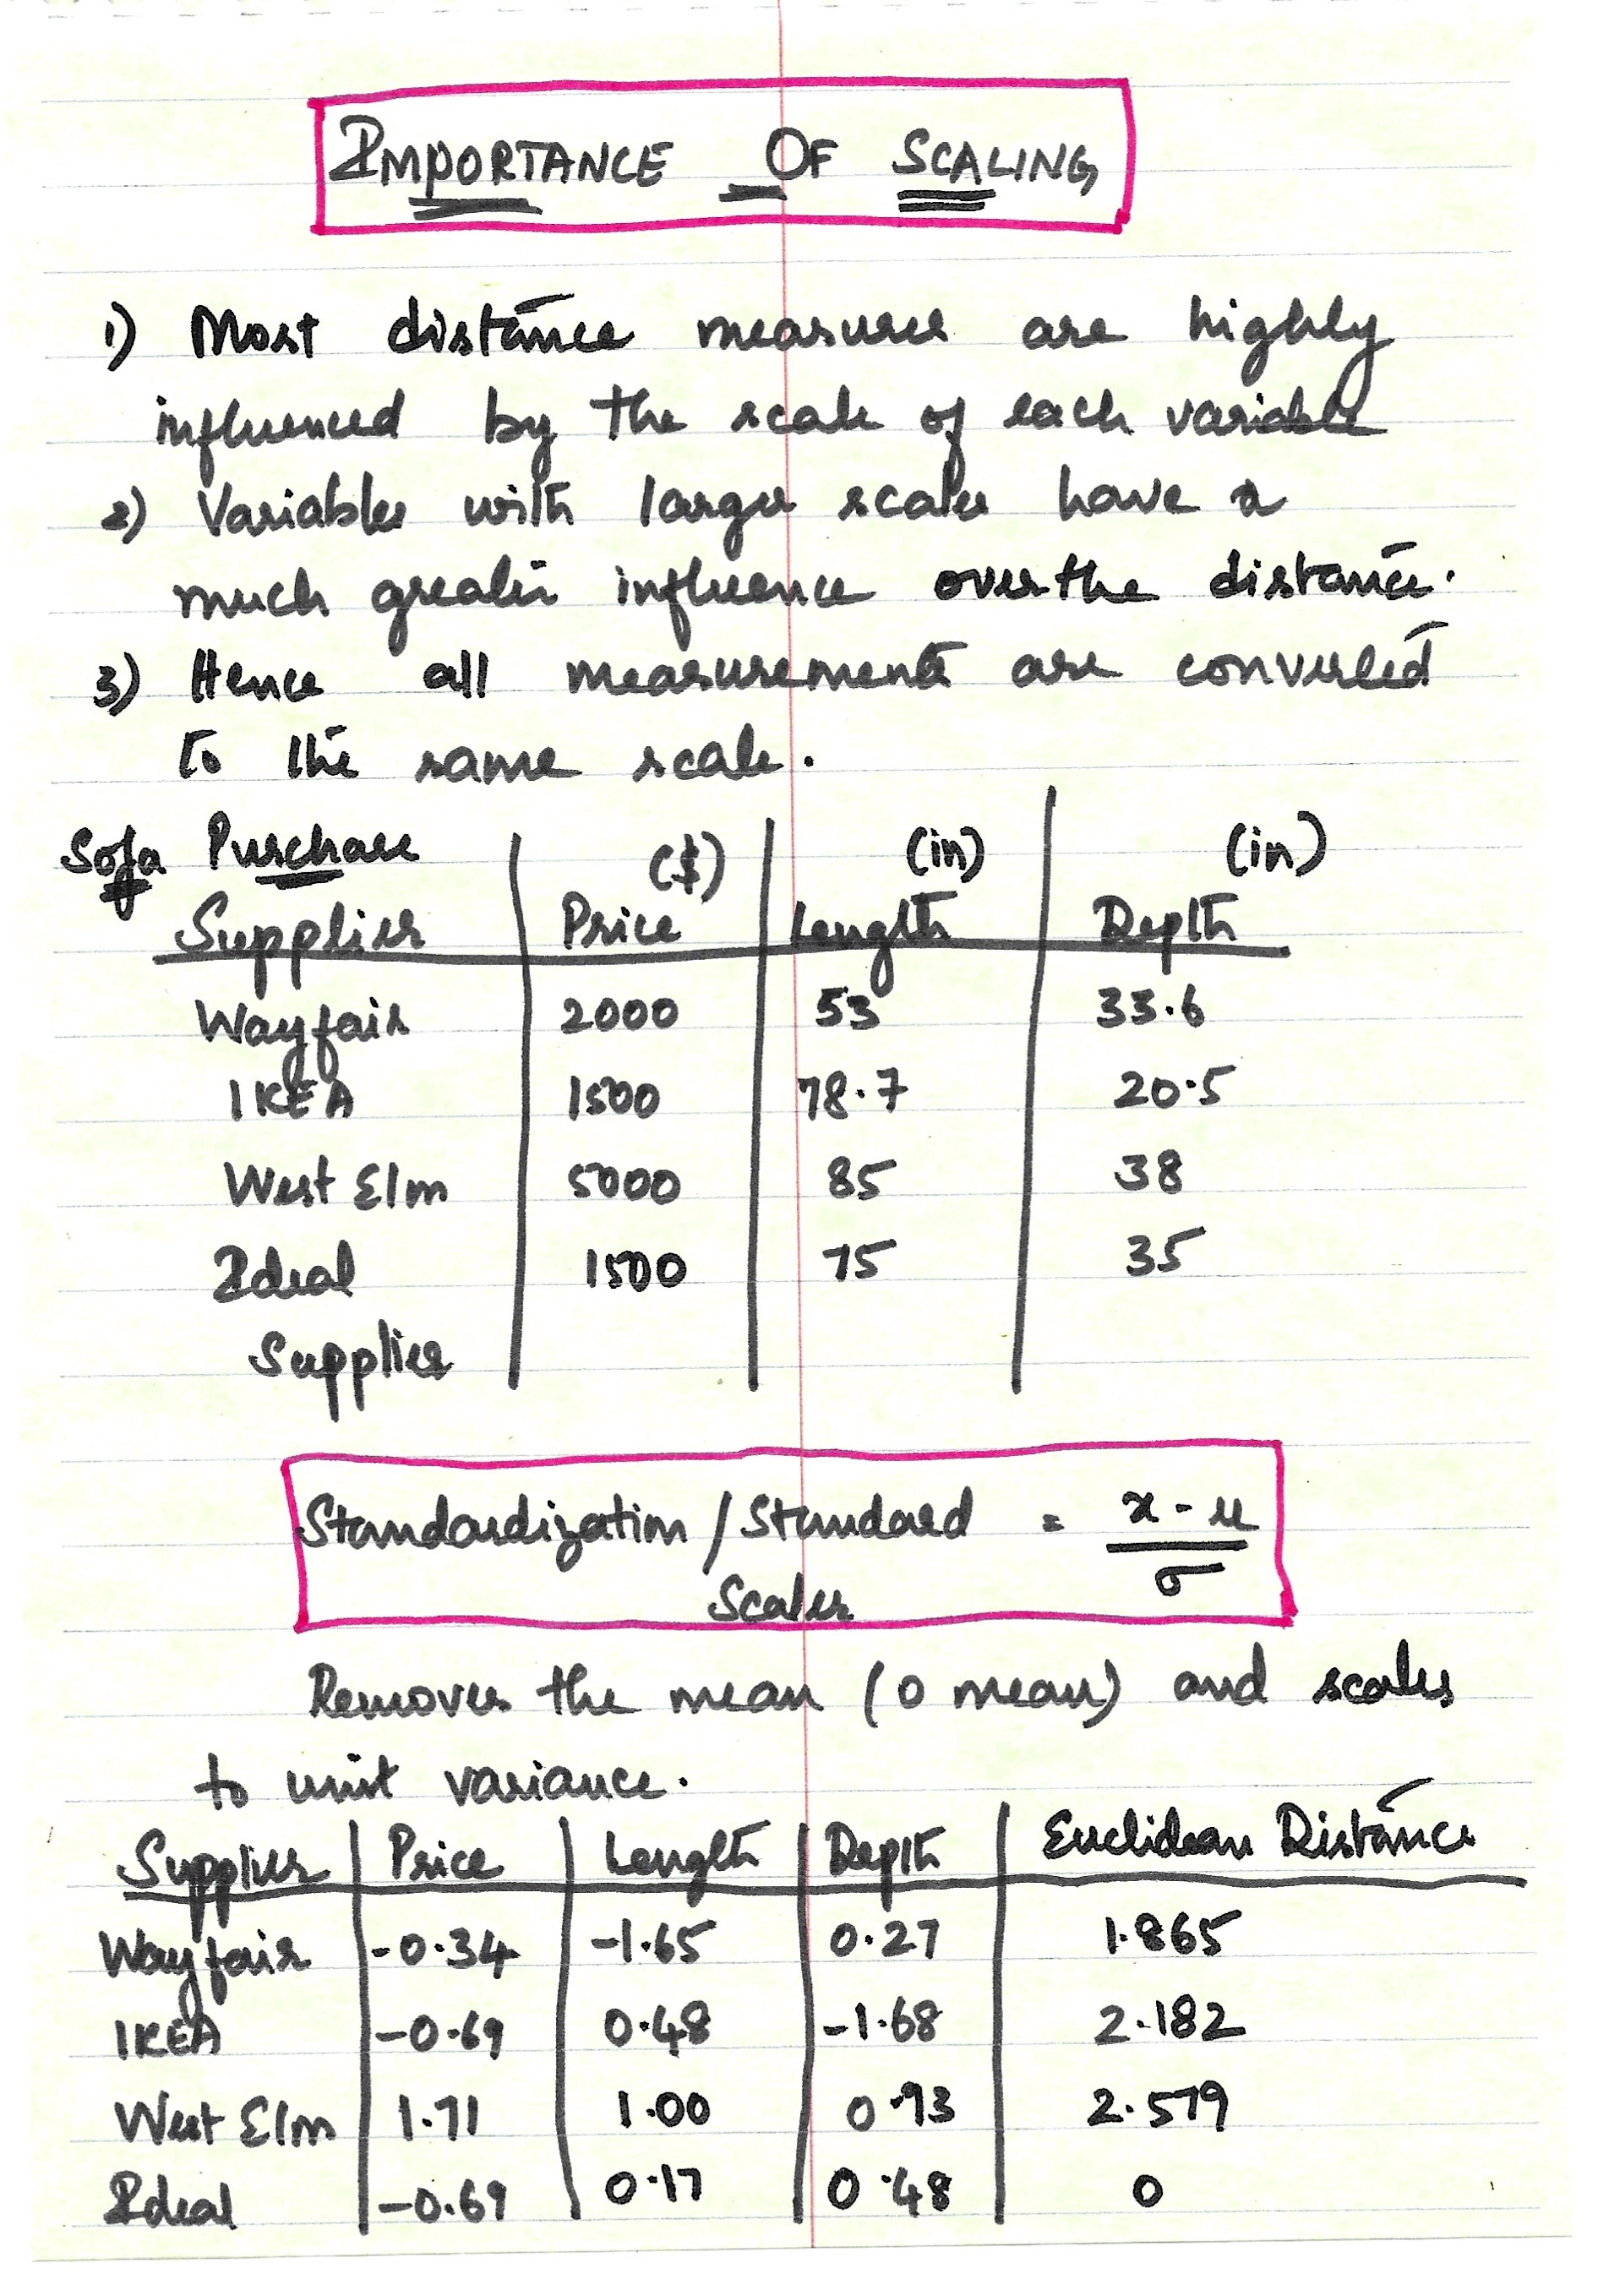 IMPORTANCE OF SCALING
1) Most distance measures are highly
influenced by the scale of each variable
2) Variables with larger scales have a
much greater influence over the distance.
3) Hence all measurements are converted
to the same scale.
Sofa Purchase ($) (in) (in)
Supplier Price Length Depth
Wayfair 2000 53 33.6
IKEA 1500 78.7 20.5
West Elm 5000 85 38
Ideal 1500 75 35
Supplier
Standardization / Standard = x - μ
Scaler σ
Removes the mean (0 mean) and scales
to unit variance.
Supplier Price Length Depth Euclidean Distance
Wayfair -0.34 -1.65 0.27 1.865
IKEA -0.69 0.48 -1.68 2.182
West Elm 1.71 1.00 0.93 2.579
Ideal -0.69 0.17 0.48 0